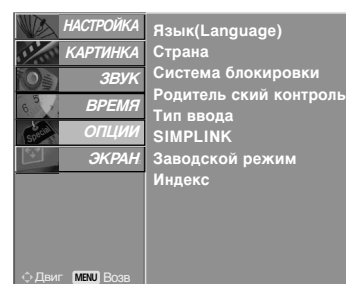 НАСТРОЙКА
КАРТИНКА
ЗВУК
ВРЕМЯ
ОПЦИИ
ЭКРАН
Язык(Language)
Страна
Система блокировки
Родитель ский контроль
Тип ввода
SIMPLINK
Заводской режим
Индекс
Special
Двиг MENU Возв